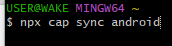 USER@WAKE MINGW64 ~
$ npx cap sync android